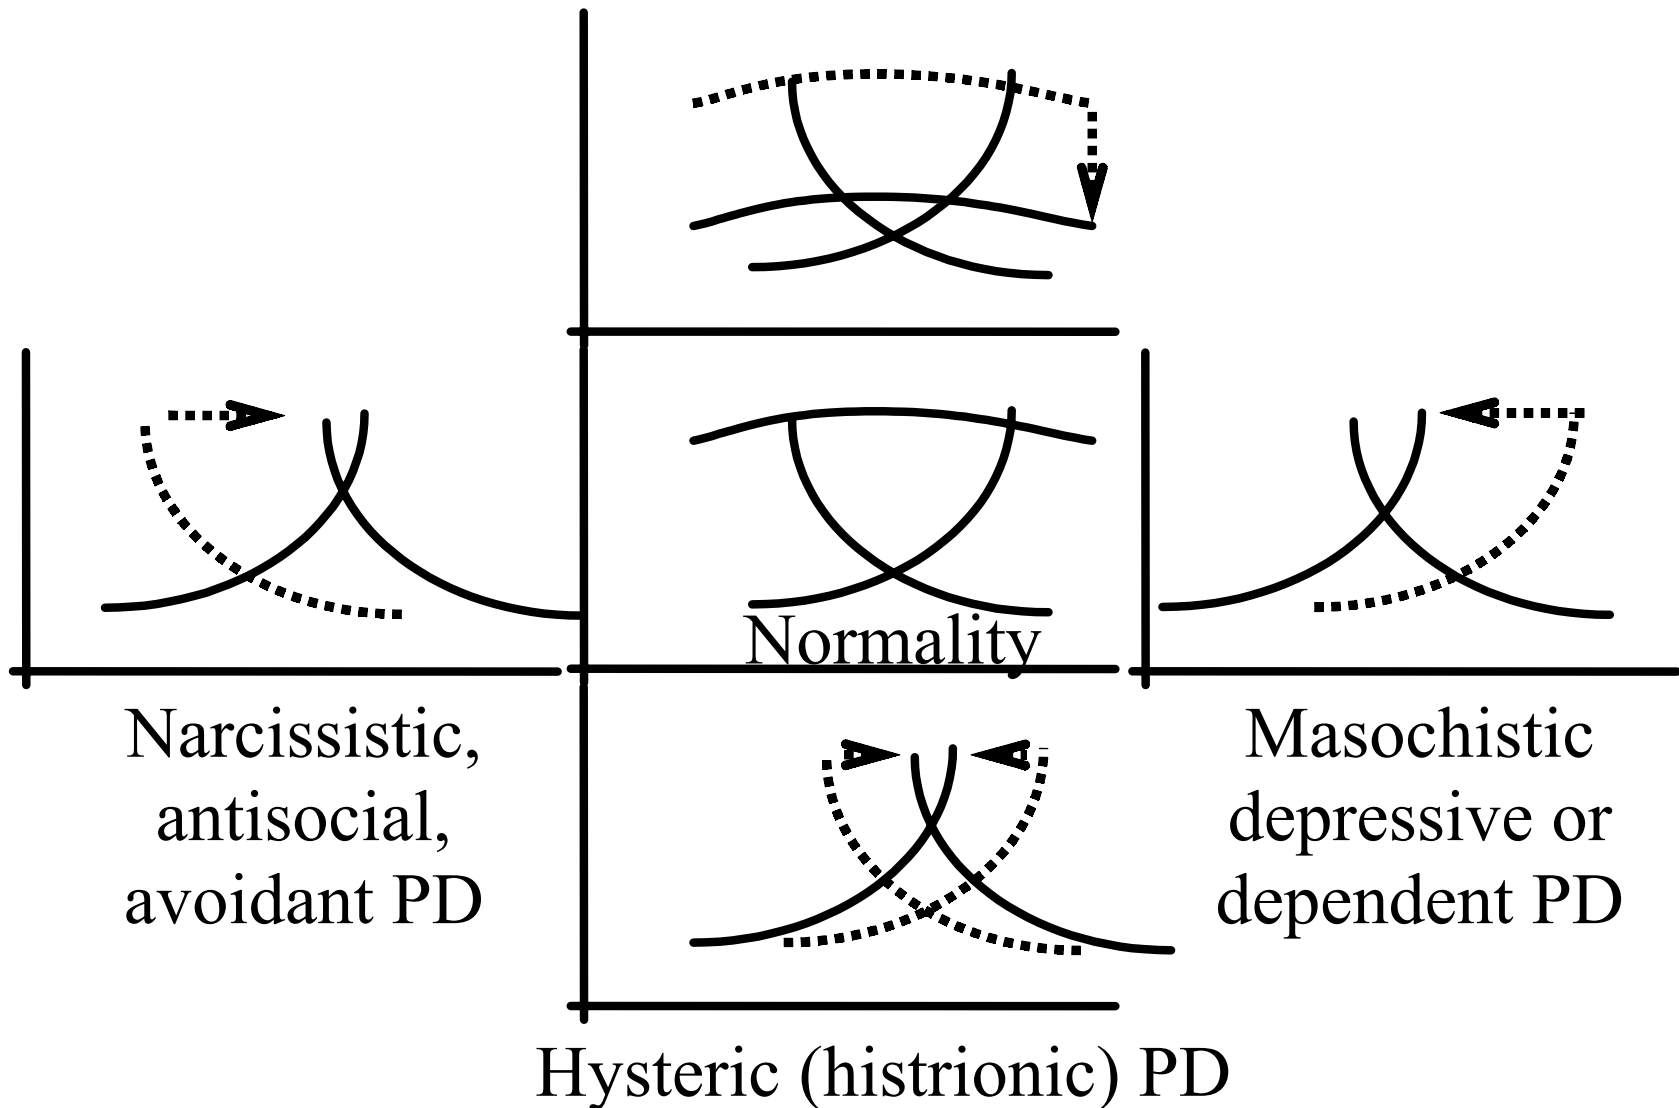 Normality
Narcissistic,
antisocial,
avoidant PD
Masochistic
depressive or
dependent PD
Hysteric (histrionic) PD